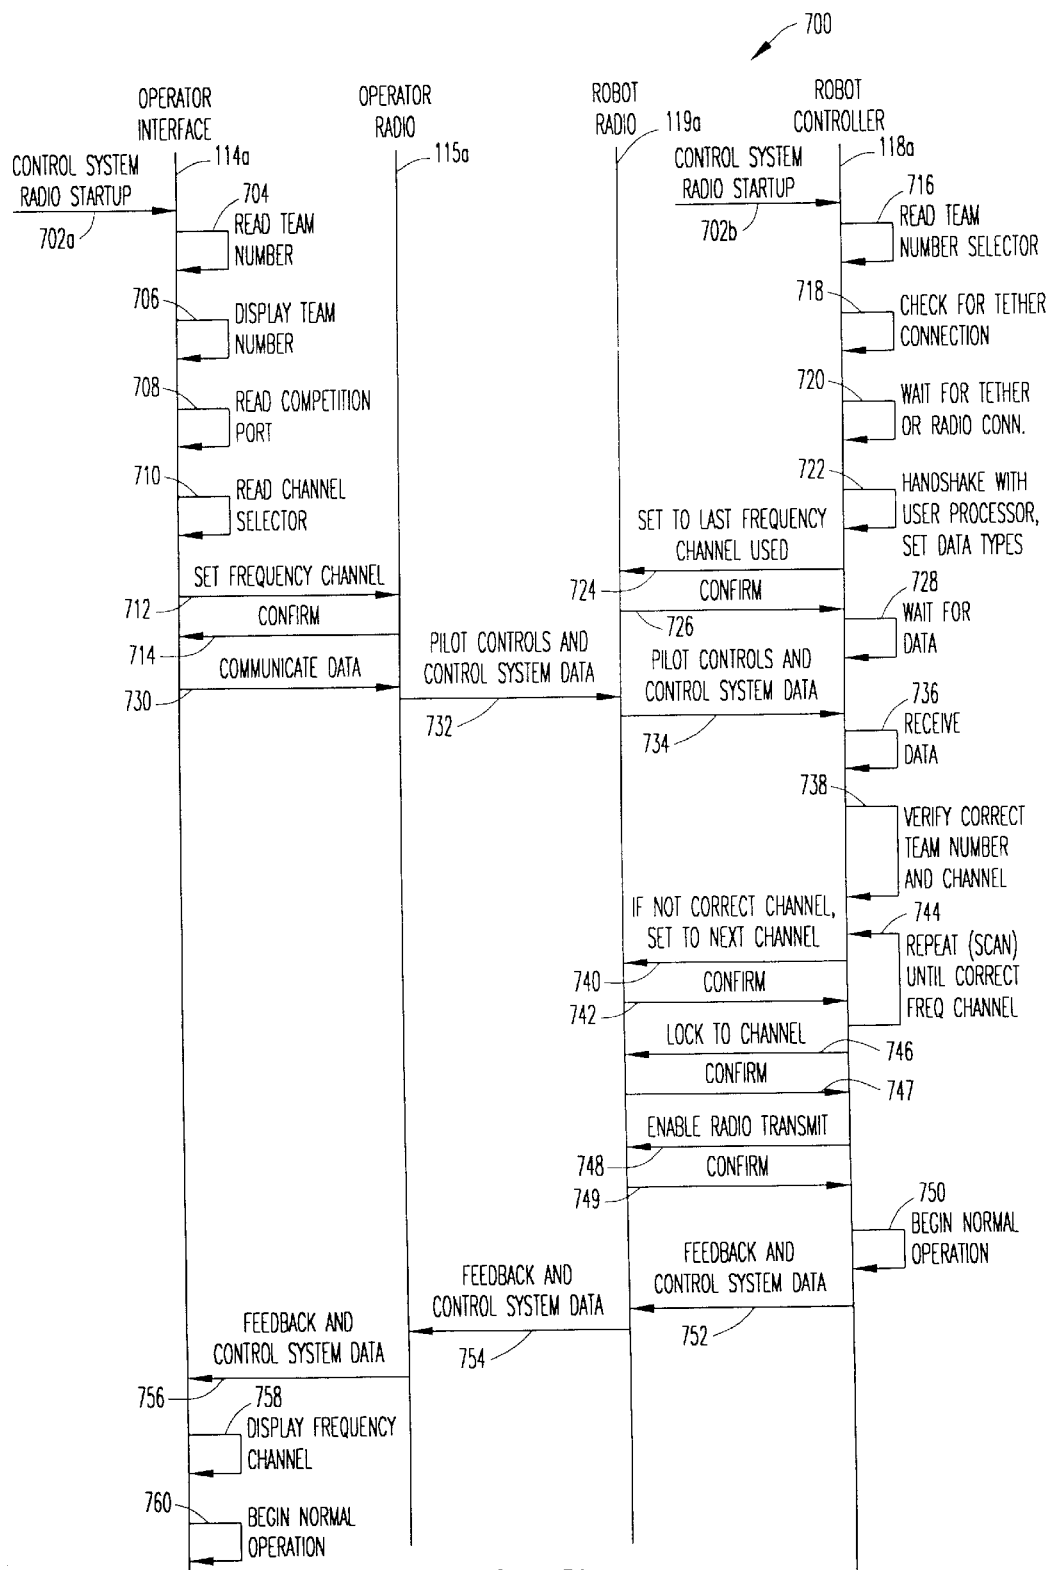 700
OPERATOR
INTERFACE
OPERATOR
RADIO
ROBOT
RADIO
ROBOT
CONTROLLER
114a
115a
119a
118a
CONTROL SYSTEM
RADIO STARTUP
702a
CONTROL SYSTEM
RADIO STARTUP
702b
704
READ TEAM
NUMBER
716
READ TEAM
NUMBER SELECTOR
706
DISPLAY TEAM
NUMBER
718
CHECK FOR TETHER
CONNECTION
708
READ COMPETITION
PORT
720
WAIT FOR TETHER
OR RADIO CONN.
710
READ CHANNEL
SELECTOR
722
HANDSHAKE WITH
USER PROCESSOR,
SET DATA TYPES
SET TO LAST FREQUENCY
CHANNEL USED
724
SET FREQUENCY CHANNEL
712
CONFIRM
726
CONFIRM
714
728
WAIT FOR
DATA
COMMUNICATE DATA
730
PILOT CONTROLS AND
CONTROL SYSTEM DATA
732
PILOT CONTROLS AND
CONTROL SYSTEM DATA
734
736
RECEIVE
DATA
738
VERIFY CORRECT
TEAM NUMBER
AND CHANNEL
IF NOT CORRECT CHANNEL,
SET TO NEXT CHANNEL
740
744
REPEAT (SCAN)
UNTIL CORRECT
FREQ CHANNEL
CONFIRM
742
LOCK TO CHANNEL
746
CONFIRM
747
ENABLE RADIO TRANSMIT
748
CONFIRM
749
750
BEGIN NORMAL
OPERATION
FEEDBACK AND
CONTROL SYSTEM DATA
752
FEEDBACK AND
CONTROL SYSTEM DATA
754
FEEDBACK AND
CONTROL SYSTEM DATA
756
758
DISPLAY FREQUENCY
CHANNEL
760
BEGIN NORMAL
OPERATION